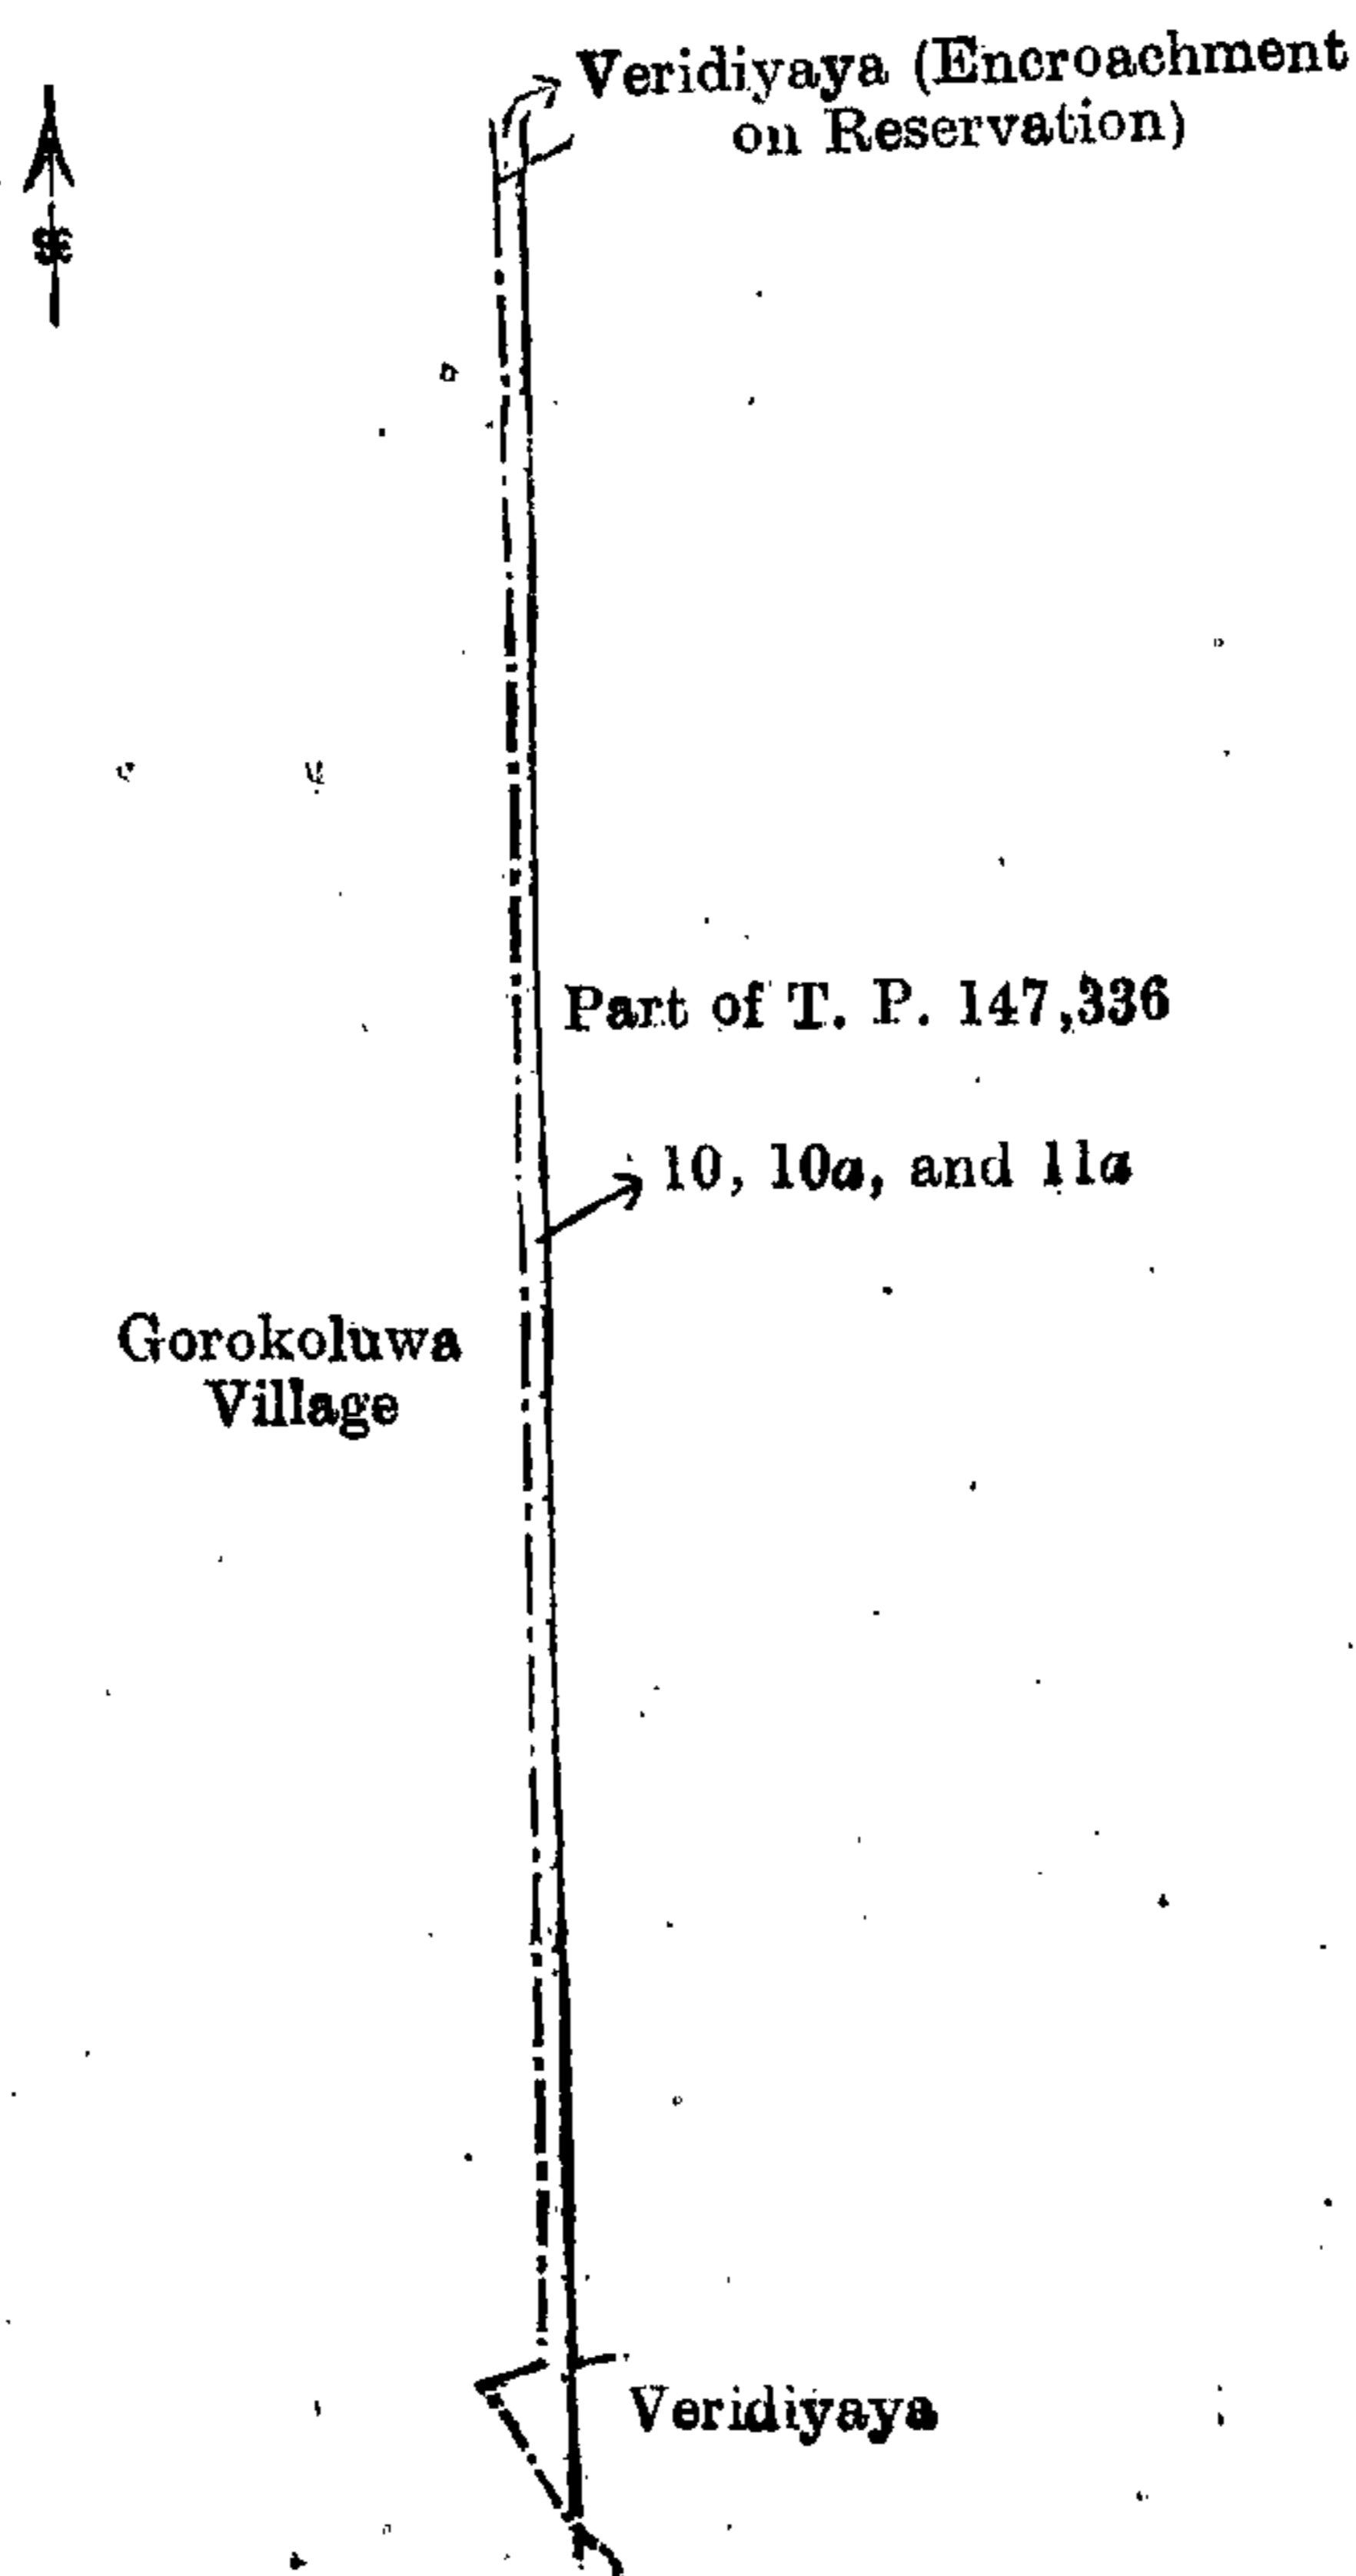 Veridiyaya (Encroachment
on Reservation)
Part of T. P. 147,336
10, 10a, and 11a
Gorokoluwa
Village
Veridiyaya